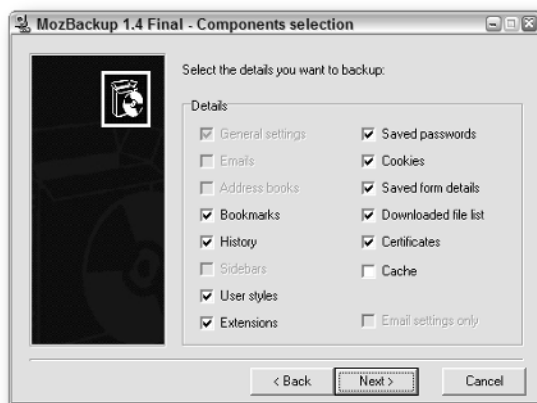 MozBackup 1.4 Final - Components selection
Select the details you want to backup:
Details
General settings
Emails
Address books
Bookmarks
History
Sidebars
User styles
Extensions
Saved passwords
Cookies
Saved form details
Downloaded file list
Certificates
Cache
Email settings only
< Back
Next >
Cancel